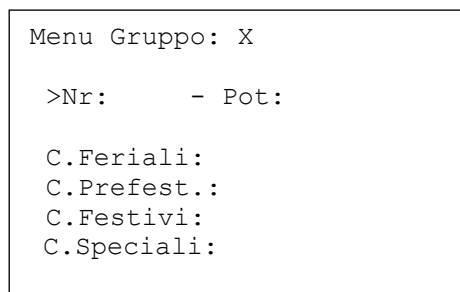 Menu Gruppo: X
>Nr: - Pot:
C.Feriali:
C.Prefest.:
C.Festivi:
C.Speciali: